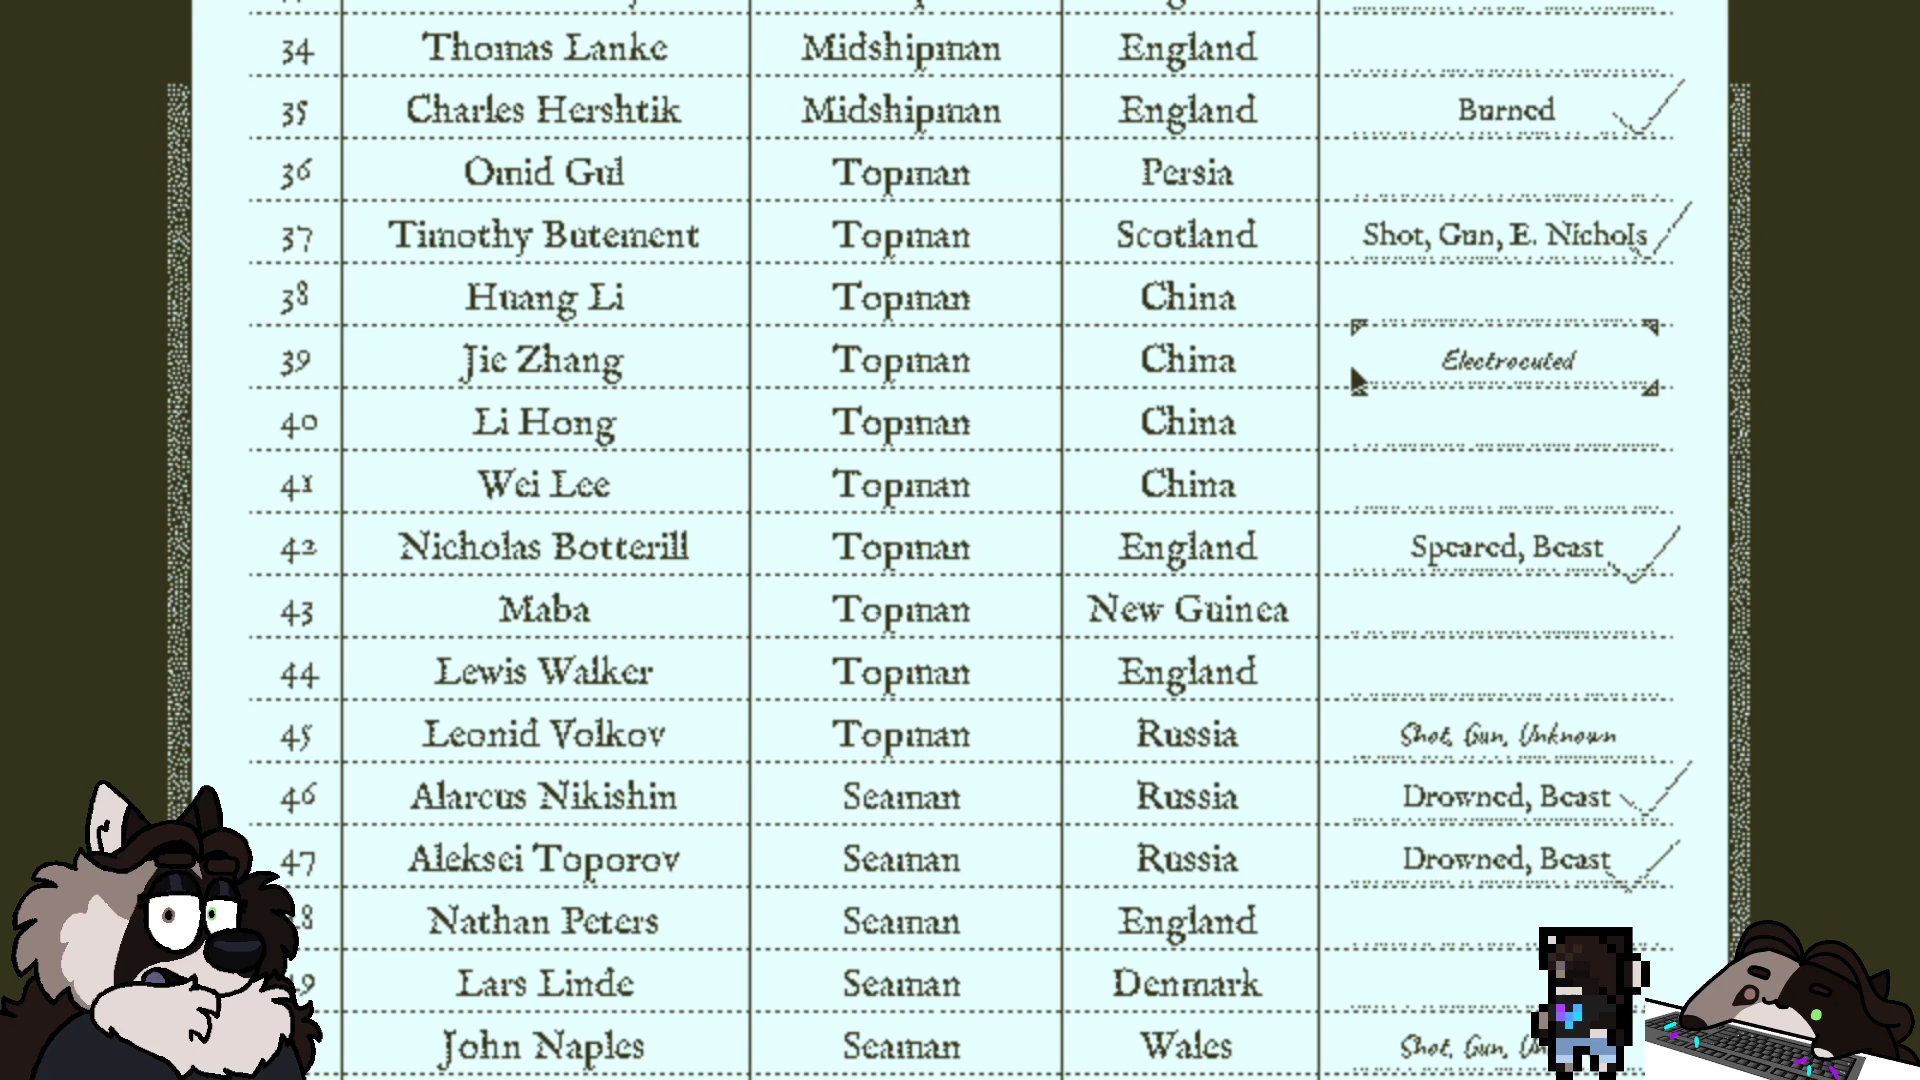 34 Thomas Lanke Midshipman England
35 Charles Hershtik Midshipman England Burned
36 Omid Gul Topman Persia
37 Timothy Butement Topman Scotland Shot, Gun, E. Nichols
38 Huang Li Topman China
39 Jie Zhang Topman China Electrocuted
40 Li Hong Topman China
41 Wei Lee Topman China
42 Nicholas Botterill Topman England Speared, Beast
43 Maba Topman New Guinea
44 Lewis Walker Topman England
45 Leonid Volkov Topman Russia Shot, Gun, Unknown
46 Alarcus Nikishin Seaman Russia Drowned, Beast
47 Aleksei Toporov Seaman Russia Drowned, Beast
8 Nathan Peters Seaman England
9 Lars Linde Seaman Denmark
John Naples Seaman Wales Shot, Gun,